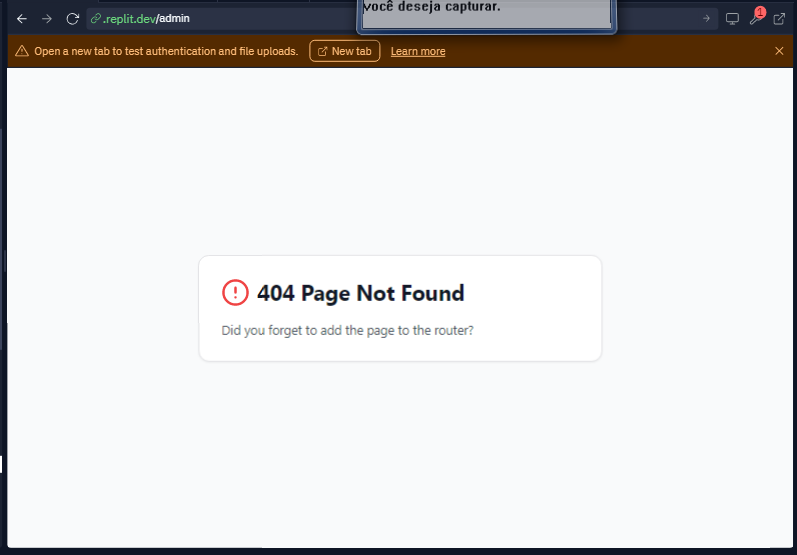 você deseja capturar.
.replit.dev/admin
1
Open a new tab to test authentication and file uploads. New tab Learn more
404 Page Not Found
Did you forget to add the page to the router?